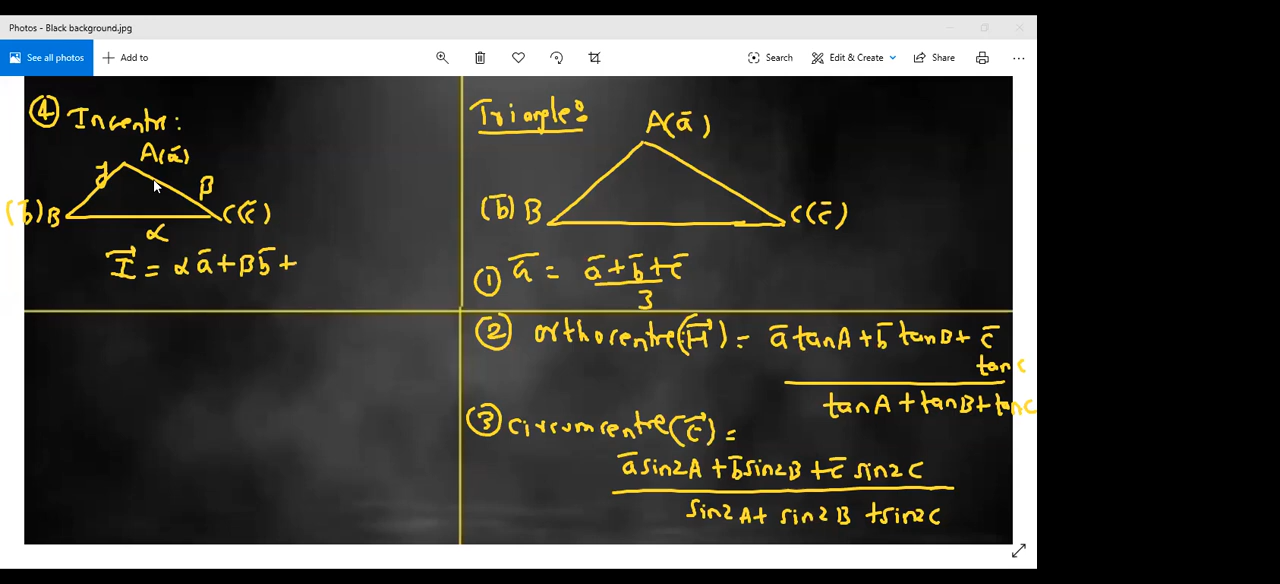 Photos - Black background.jpg
See all photos
Add to
Search
Edit & Create
Share
④ Incentre:
A(ā)
γ
β
(b̄)B
C(c̄)
α
I⃗ = αā+βb̄+
Triangle:
A(ā)
(b̄) B
C(c̄)
① G̅ = ā+b̄+c̄
3
② orthocentre(H⃗) = ā tanA + b̄ tanB + c̄
tanC
tanA + tanB + tanC
③ circumcentre(C⃗) =
ā sin2A + b̄ sin2B + c̄ sin2C
sin2A+ sin2B +sin2C